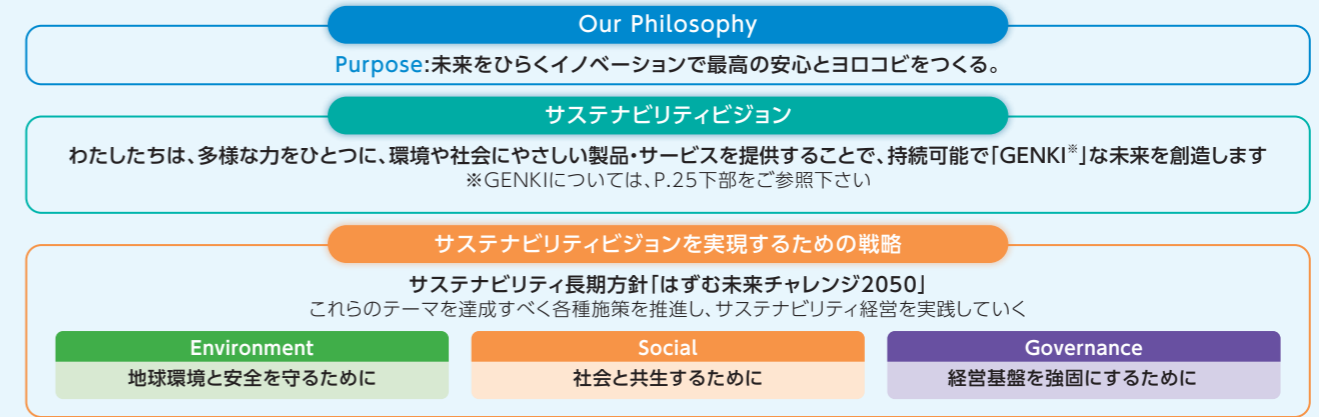 Our Philosophy
Purpose:未来をひらくイノベーションで最高の安心とヨロコビをつくる。
サステナビリティビジョン
わたしたちは、多様な力をひとつに、環境や社会にやさしい製品・サービスを提供することで、持続可能で「GENKI※」な未来を創造します
※GENKIについては、P.25下部をご参照下さい
サステナビリティビジョンを実現するための戦略
サステナビリティ長期方針「はずむ未来チャレンジ2050」
これらのテーマを達成すべく各種施策を推進し、サステナビリティ経営を実践していく
Environment
地球環境と安全を守るために
Social
社会と共生するために
Governance
経営基盤を強固にするために